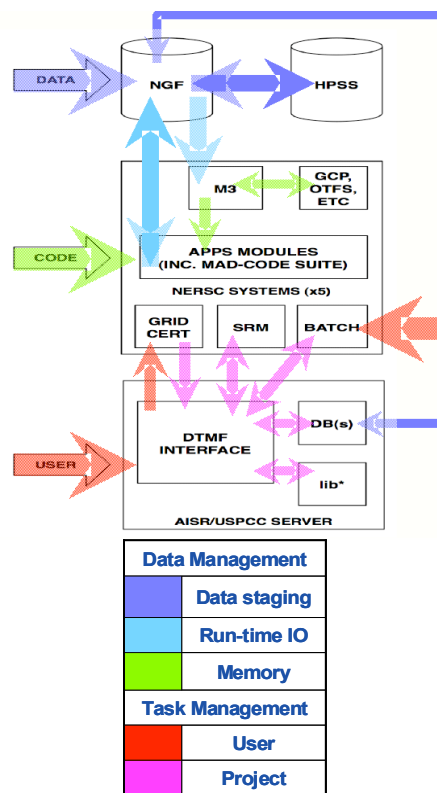 DATA
NGF
HPSS
M3
GCP,
OTFS,
ETC
CODE
APPS MODULES
(INC. MAD-CODE SUITE)
NERSC SYSTEMS (x5)
GRID
CERT
SRM
BATCH
DTMF
INTERFACE
DB(s)
USER
lib*
AISR/USPCC SERVER
Data Management
Data staging
Run-time IO
Memory
Task Management
User
Project